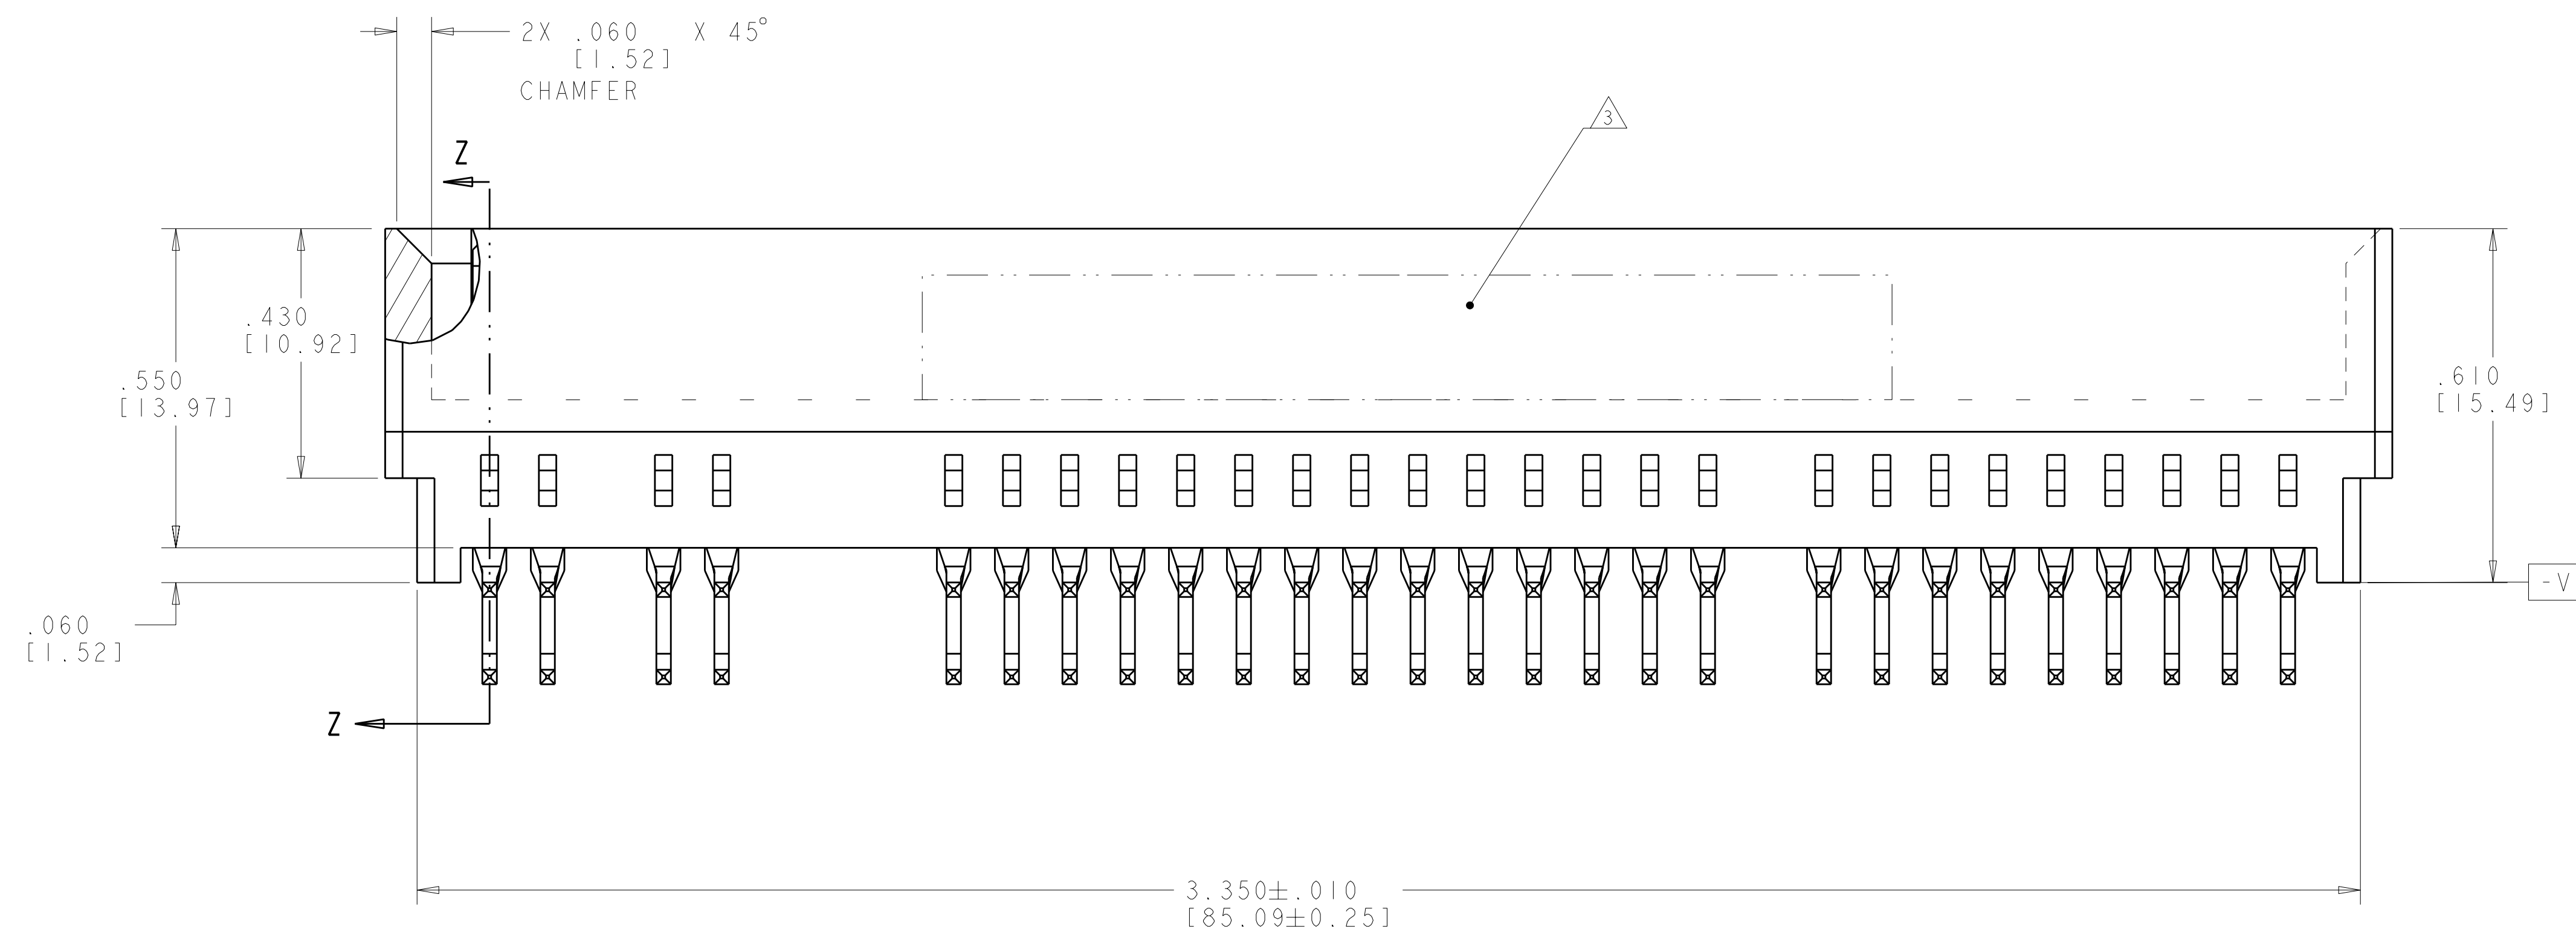 2X .060 X 45°
[1.52]
CHAMFER
3
Z
.430
[10.92]
.550
[13.97]
.610
[15.49]
-V
.060
[1.52]
Z
3.350±.010
[85.09±0.25]